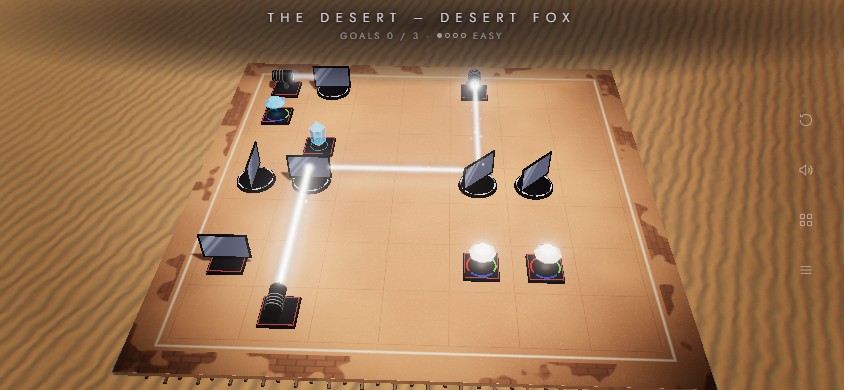 THE DESERT — DESERT FOX
GOALS 0 / 3 · EASY